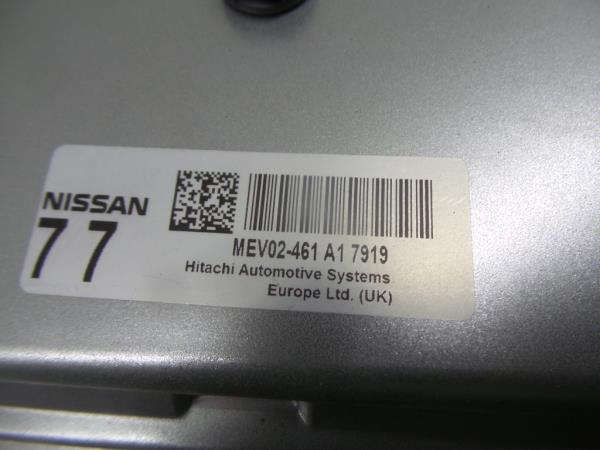 NISSAN
77
MEV02-461 A1 7919
Hitachi Automotive Systems
Europe Ltd. (UK)